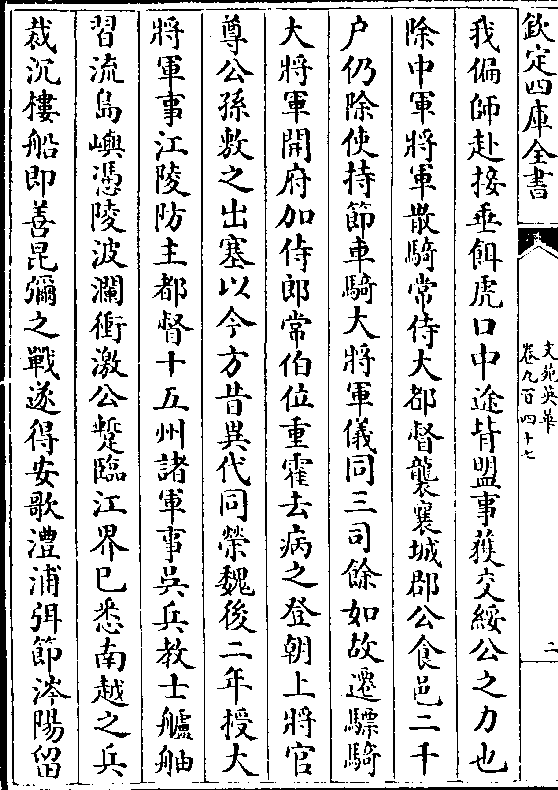 欽定四庫全書
文苑英華
卷九百四十七
二
我偏師赴接垂餌虎口中途背盟事獲交綏公之力也
除中軍將軍散騎常侍大都督襲襄城郡公食邑二千
户仍除使持節車騎大將軍儀同三司餘如故遷驃騎
大將軍開府加侍郎常伯位重霍去病之登朝上將官
尊公孫敖之出塞以今方昔異代同榮魏後二年授大
將軍事江陵防主都督十五州諸軍事吳兵教士艫舳
習流島嶼憑陵波瀾衝激公蹔臨江界已悉南越之兵
裁沉樓船即善昆彌之戰遂得安歌澧浦弭節涔陽留